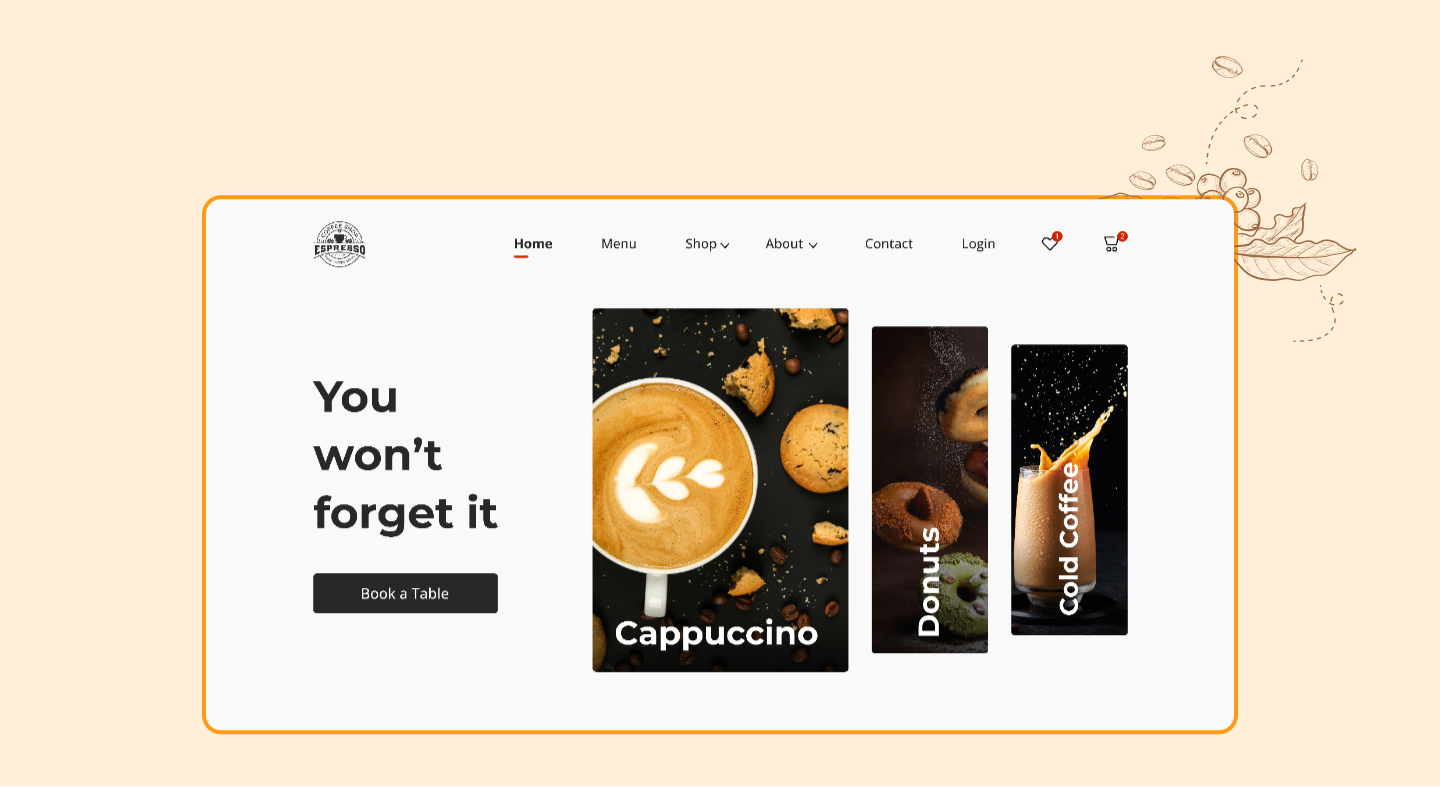 COFFEE SHOP
ESPRESSO
Home
Menu
Shop
About
Contact
Login
1
2
You
won’t
forget it
Book a Table
Cappuccino
Donuts
Cold Coffee